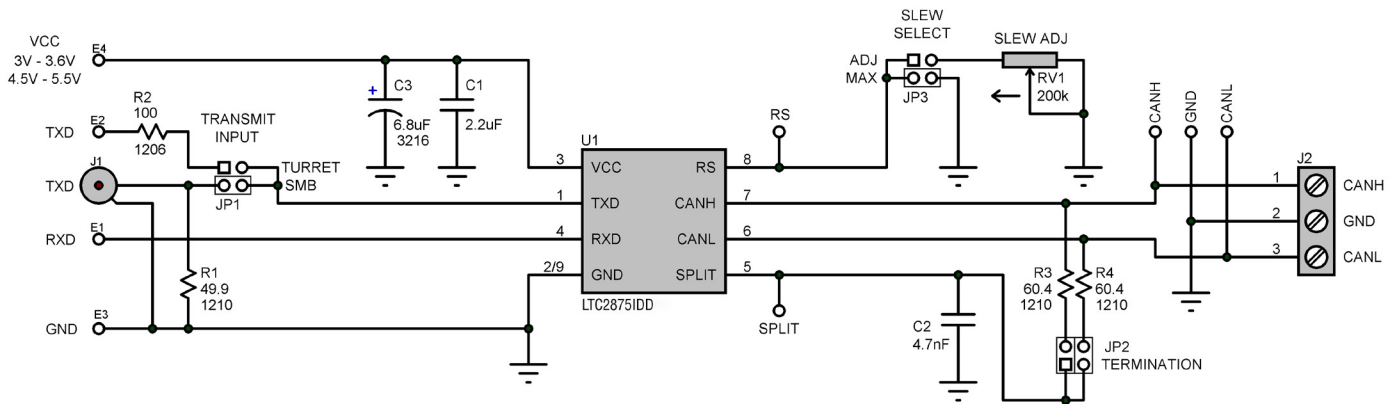 VCC
3V - 3.6V
4.5V - 5.5V
E4
TXD
E2
R2
100
1206
TRANSMIT
INPUT
TURRET
SMB
JP1
J1
TXD
RXD
E1
R1
49.9
1210
GND
E3
+
C3
6.8uF
3216
C1
2.2uF
U1
3
VCC
1
TXD
4
RXD
2/9
GND
RS
8
CANH
7
CANL
6
SPLIT
5
LTC2875IDD
RS
SPLIT
SLEW
SELECT
ADJ
MAX
JP3
SLEW ADJ
RV1
200k
C2
4.7nF
R3
60.4
1210
R4
60.4
1210
JP2
TERMINATION
CANH
GND
CANL
J2
1
CANH
2
GND
3
CANL